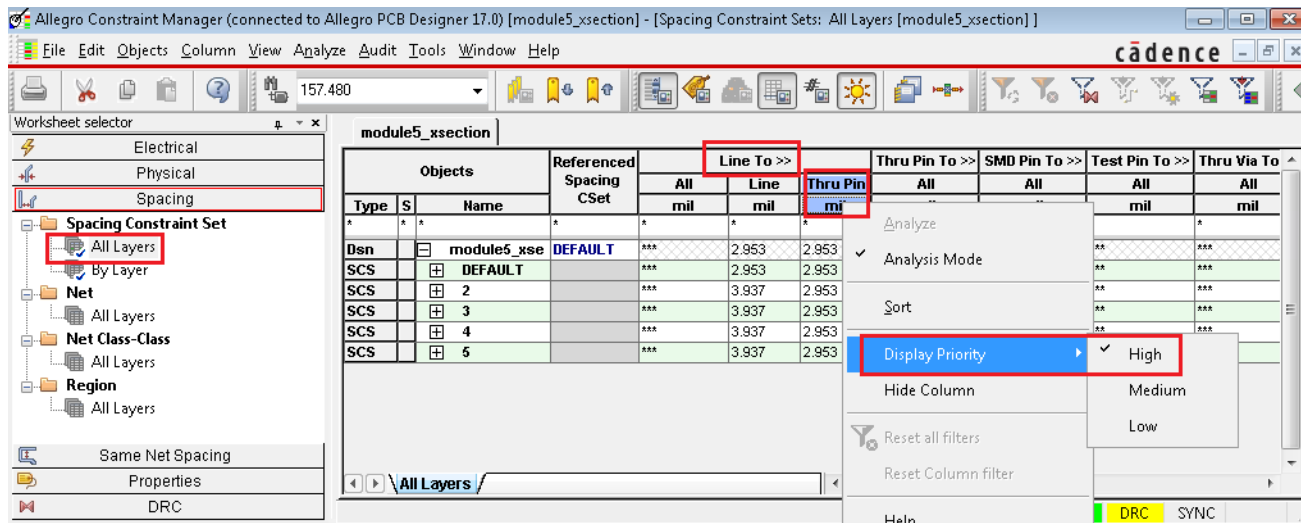 Allegro Constraint Manager (connected to Allegro PCB Designer 17.0) [module5_xsection] - [Spacing Constraint Sets: All Layers [module5_xsection] ]
File Edit Objects Column View Analyze Audit Tools Window Help
cādence
157.480
Worksheet selector
Electrical
Physical
Spacing
Spacing Constraint Set
All Layers
By Layer
Net
All Layers
Net Class-Class
All Layers
Region
All Layers
Same Net Spacing
Properties
DRC
module5_xsection
Objects Referenced Spacing CSet Line To >> Thru Pin To >> SMD Pin To >> Test Pin To >> Thru Via To
All Line Thru Pin All All All All
Type S Name mil mil mil mil mil
* * * * * * * *
Dsn module5_xse DEFAULT *** 2.953 2.953 ** ***
SCS DEFAULT *** 2.953 2.953 ** ***
SCS 2 *** 3.937 2.953 ** ***
SCS 3 *** 3.937 2.953 ** ***
SCS 4 *** 3.937 2.953 ** ***
SCS 5 *** 3.937 2.953
Analyze
Analysis Mode
Sort
Display Priority
Hide Column
Reset all filters
Reset Column filter
Help
High
Medium
Low
All Layers
DRC SYNC